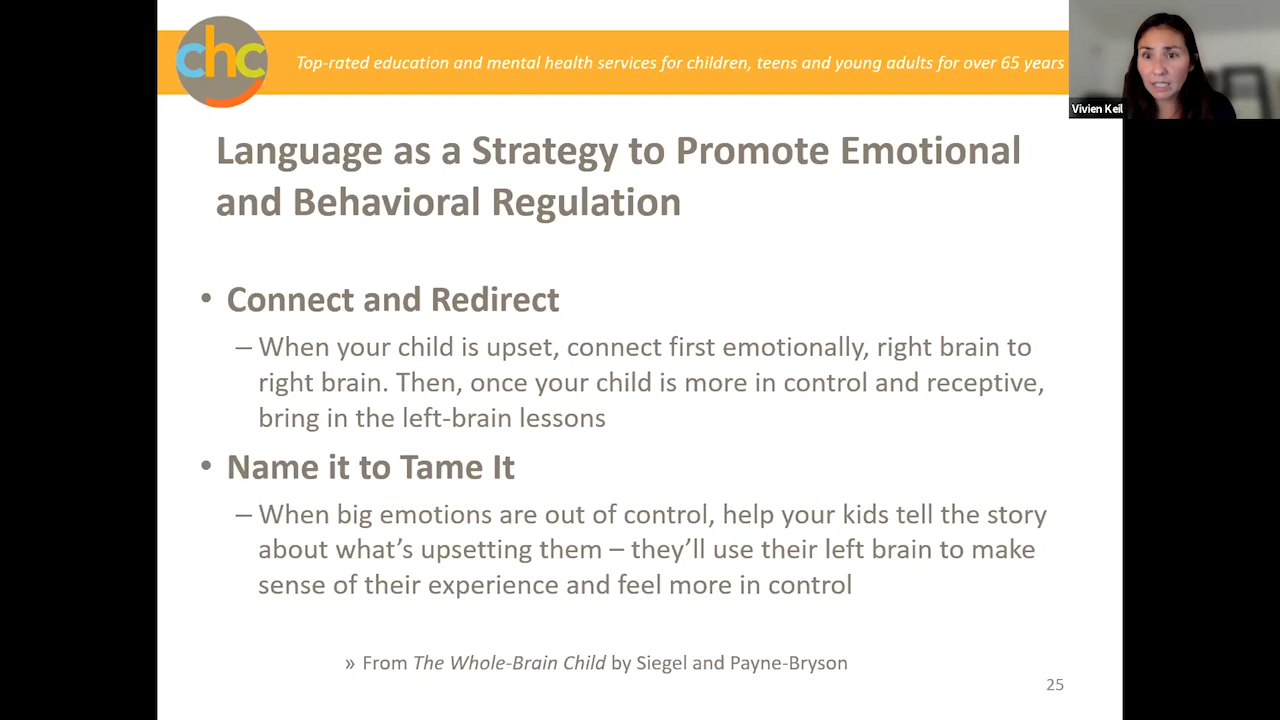 chc
Top-rated education and mental health services for children, teens and young adults for over 65 years
Vivien Keil
Language as a Strategy to Promote Emotional
and Behavioral Regulation
• Connect and Redirect
– When your child is upset, connect first emotionally, right brain to
right brain. Then, once your child is more in control and receptive,
bring in the left-brain lessons
• Name it to Tame It
– When big emotions are out of control, help your kids tell the story
about what's upsetting them – they'll use their left brain to make
sense of their experience and feel more in control
» From The Whole-Brain Child by Siegel and Payne-Bryson
25